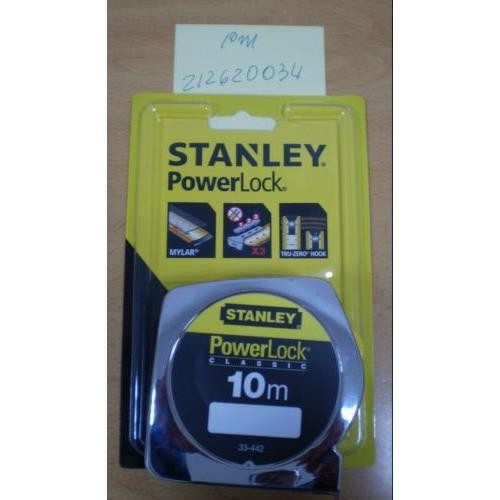 pm
212620034
STANLEY®
PowerLock®
MYLAR®
X3
TRU-ZERO® HOOK
STANLEY
PowerLock®
CLASSIC
10m
33-442